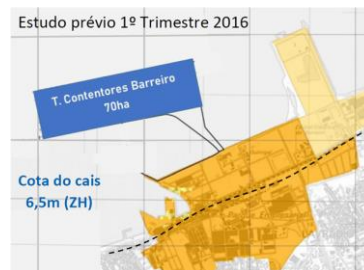 Estudo prévio 1º Trimestre 2016
T. Contentores Barreiro
70ha
Cota do cais
6,5m (ZH)